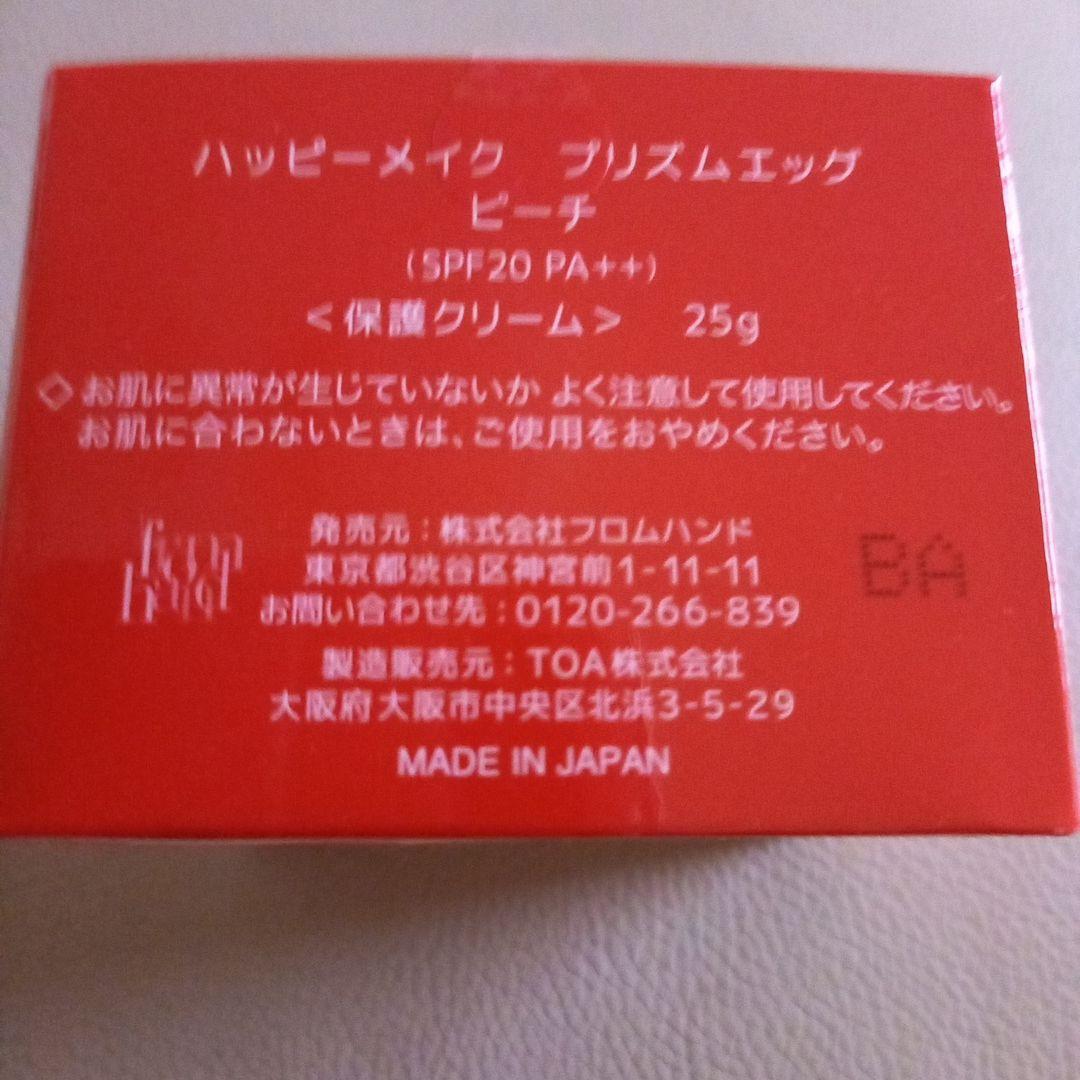 ハッピーメイク　プリズムエッグ
ピーチ
(SPF20 PA++)
＜保護クリーム＞　25g
◇お肌に異常が生じていないか よく注意して使用してください。
お肌に合わないときは、ご使用をおやめください。
from hand
発売元：株式会社フロムハンド
東京都渋谷区神宮前1-11-11
お問い合わせ先：0120-266-839
BA
製造販売元：TOA株式会社
大阪府大阪市中央区北浜3-5-29
MADE IN JAPAN